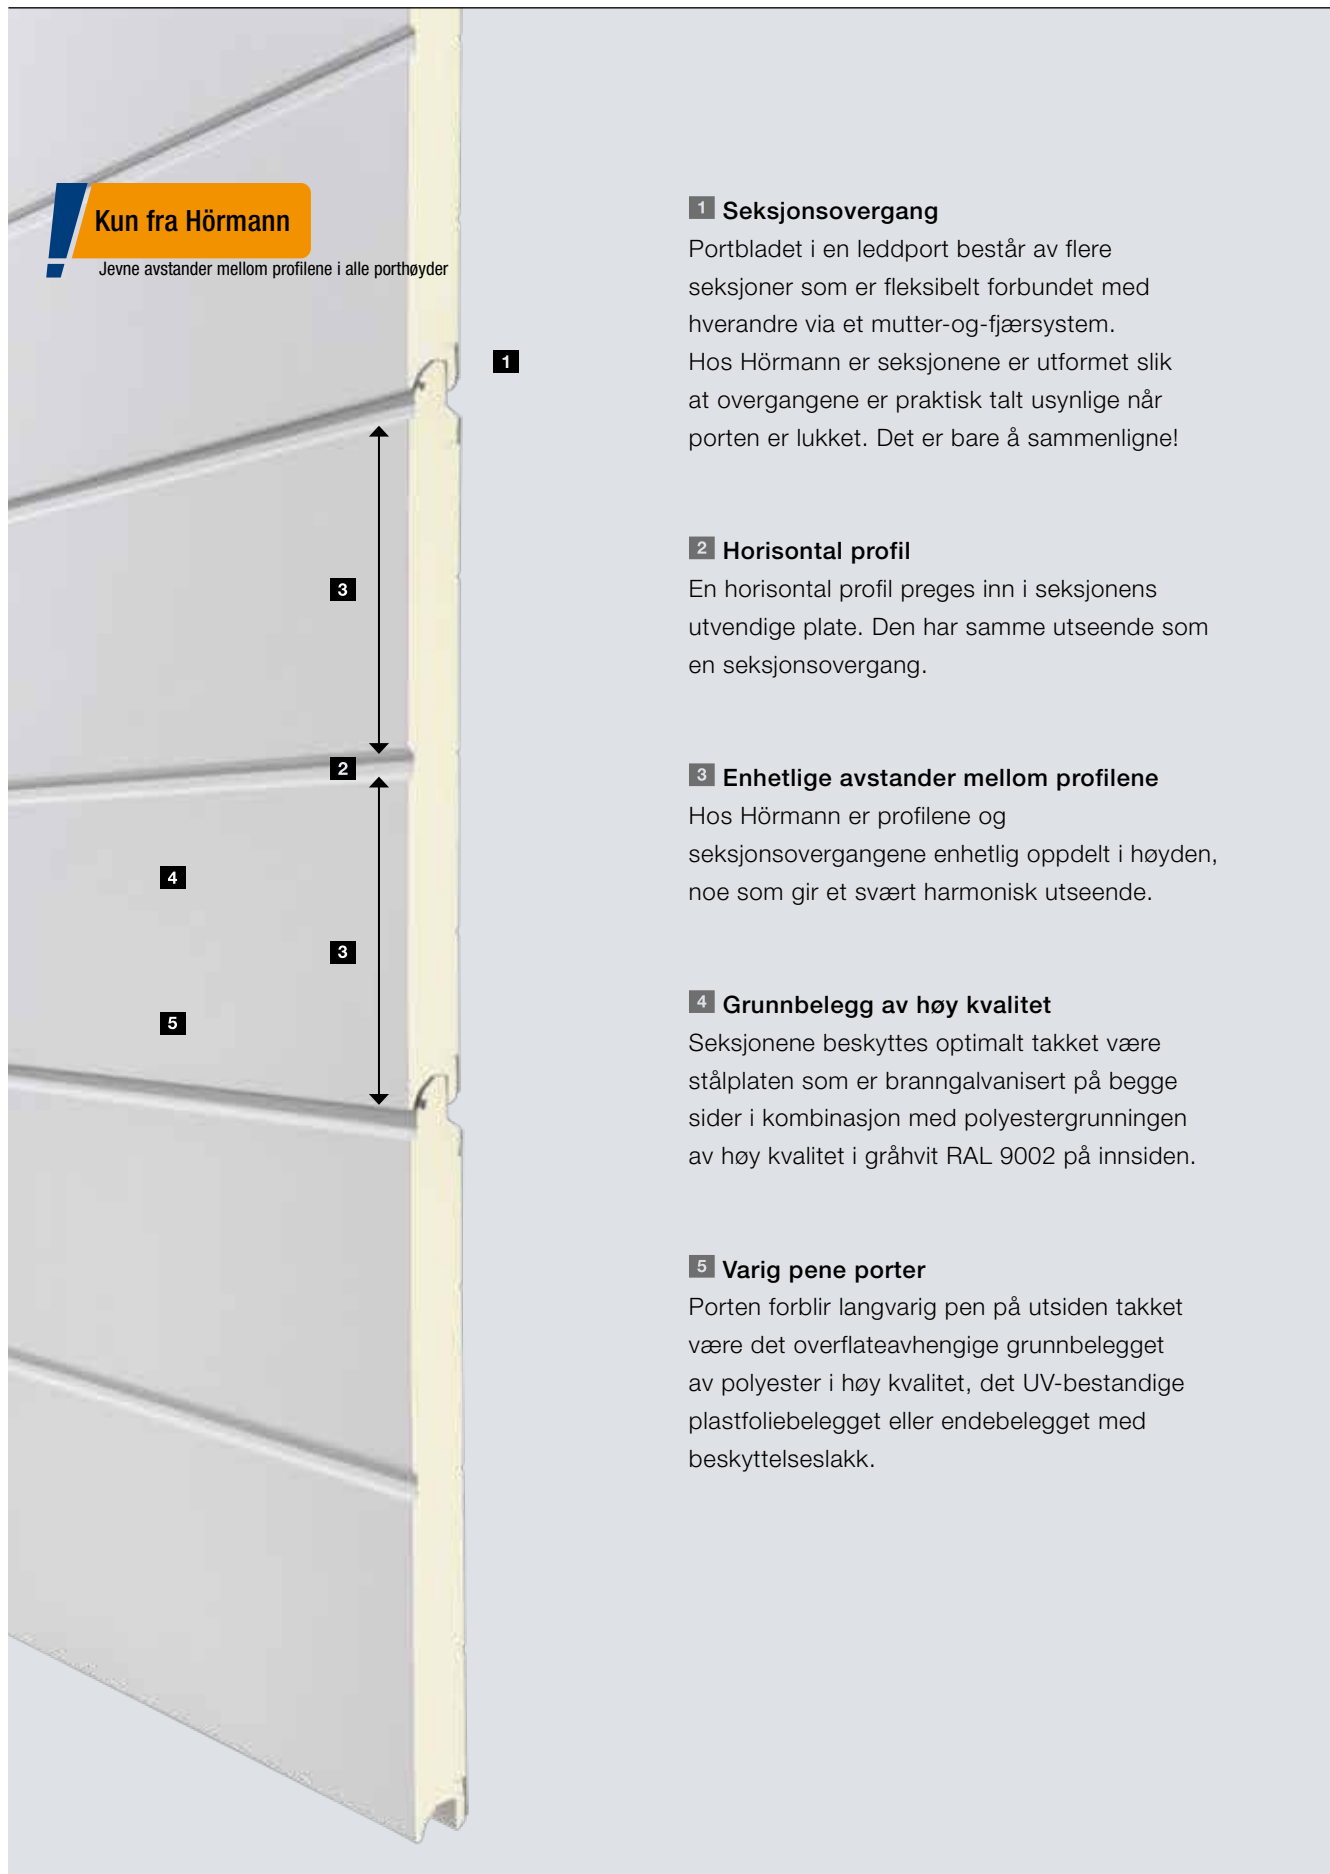 Kun fra Hörmann
Jevne avstander mellom profilene i alle porthøyder
1
3
2
4
3
5
1 Seksjonsovergang
Portbladet i en leddport består av flere
seksjoner som er fleksibelt forbundet med
hverandre via et mutter-og-fjærsystem.
Hos Hörmann er seksjonene er utformet slik
at overgangene er praktisk talt usynlige når
porten er lukket. Det er bare å sammenligne!
2 Horisontal profil
En horisontal profil preges inn i seksjonens
utvendige plate. Den har samme utseende som
en seksjonsovergang.
3 Enhetlige avstander mellom profilene
Hos Hörmann er profilene og
seksjonsovergangene enhetlig oppdelt i høyden,
noe som gir et svært harmonisk utseende.
4 Grunnbelegg av høy kvalitet
Seksjonene beskyttes optimalt takket være
stålplaten som er branngalvanisert på begge
sider i kombinasjon med polyestergrunningen
av høy kvalitet i gråhvit RAL 9002 på innsiden.
5 Varig pene porter
Porten forblir langvarig pen på utsiden takket
være det overflateavhengige grunnbelegget
av polyester i høy kvalitet, det UV-bestandige
plastfoliebelegget eller endebelegget med
beskyttelseslakk.